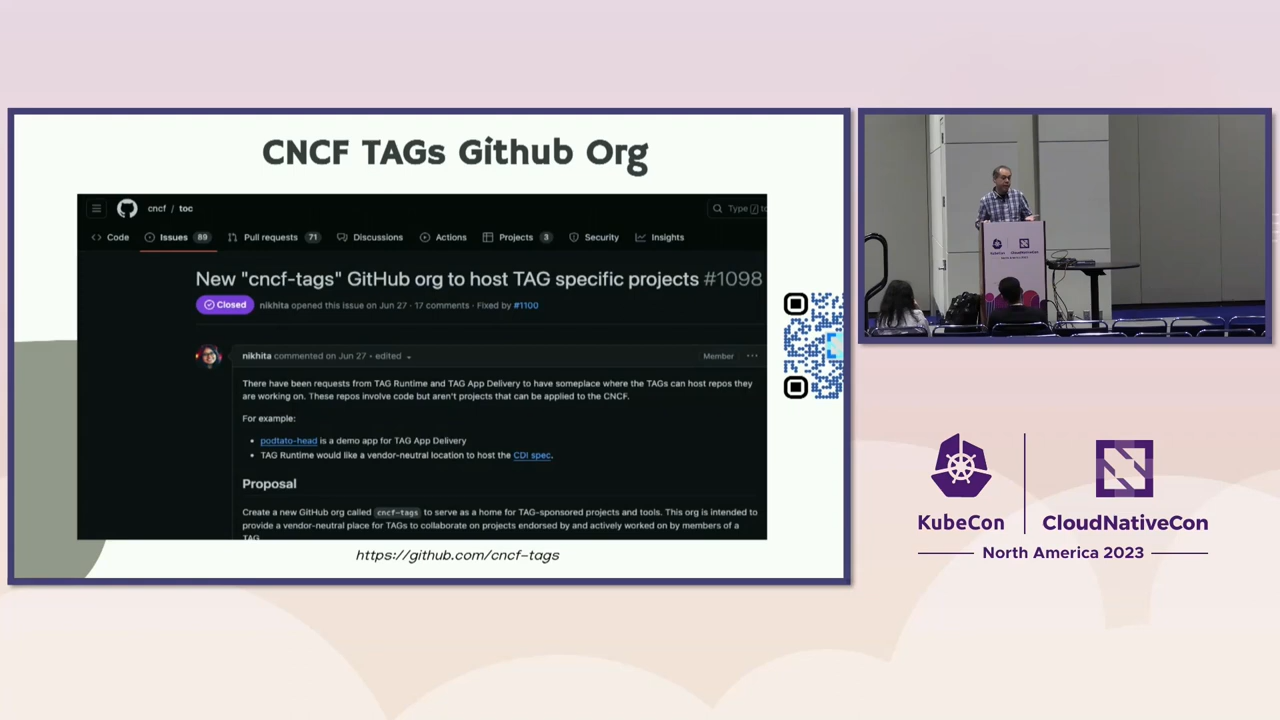 CNCF TAGs Github Org
cncf / toc
Type / to
Code
Issues 89
Pull requests 71
Discussions
Actions
Projects 3
Security
Insights
New "cncf-tags" GitHub org to host TAG specific projects #1098
Closed
nikhita opened this issue on Jun 27 · 17 comments · Fixed by #1100
nikhita commented on Jun 27 • edited
Member
There have been requests from TAG Runtime and TAG App Delivery to have someplace where the TAGs can host repos they
are working on. These repos involve code but aren't projects that can be applied to the CNCF.
For example:
• podtato-head is a demo app for TAG App Delivery
• TAG Runtime would like a vendor-neutral location to host the CDI spec.
Proposal
Create a new GitHub org called cncf-tags to serve as a home for TAG-sponsored projects and tools. This org is intended to
provide a vendor-neutral place for TAGs to collaborate on projects endorsed by and actively worked on by members of a
TAG.
https://github.com/cncf-tags
KubeCon
CloudNativeCon
North America 2023
KubeCon
CloudNativeCon
North America 2023